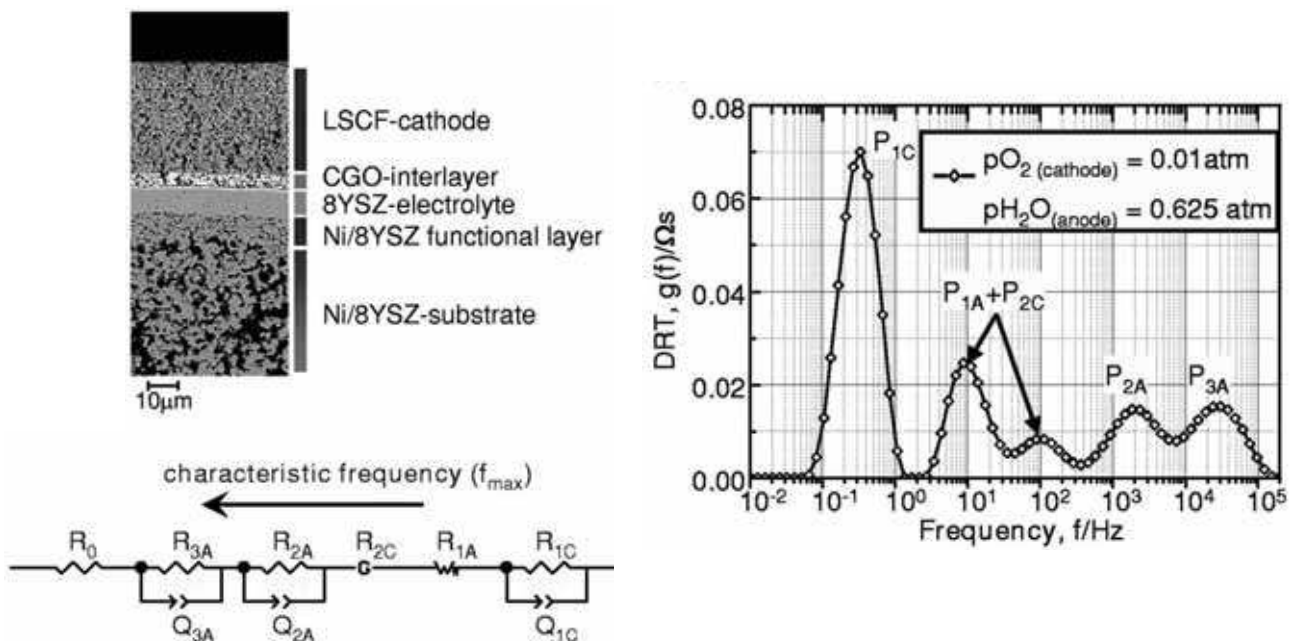 LSCF-cathode
CGO-interlayer
8YSZ-electrolyte
Ni/8YSZ functional layer
Ni/8YSZ-substrate
10μm
characteristic frequency (fmax)
R0 R3A R2A R2C R1A R1C
G W
Q3A Q2A Q1C
0.08
0.06
0.04
0.02
0.00
DRT, g(f)/Ωs
P1C
pO2 (cathode) = 0.01atm
pH2O(anode) = 0.625 atm
P1A+P2C
P2A P3A
10-2 10-1 100 101 102 103 104 105
Frequency, f/Hz